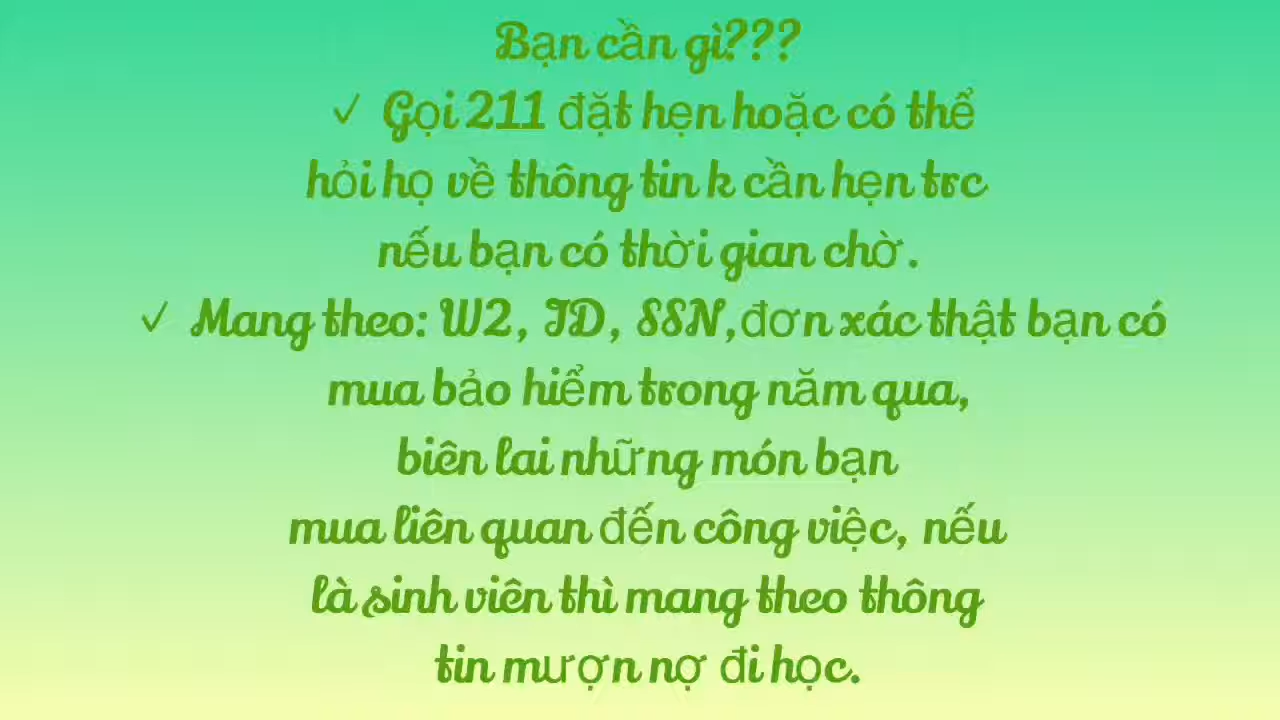 Bạn cần gì???
✓ Gọi 211 đặt hẹn hoặc có thể
hỏi họ về thông tin k cần hẹn trc
nếu bạn có thời gian chờ.
✓ Mang theo: W2, ID, SSN,đơn xác thật bạn có
mua bảo hiểm trong năm qua,
biên lai những món bạn
mua liên quan đến công việc, nếu
là sinh viên thì mang theo thông
tin mượn nợ đi học.